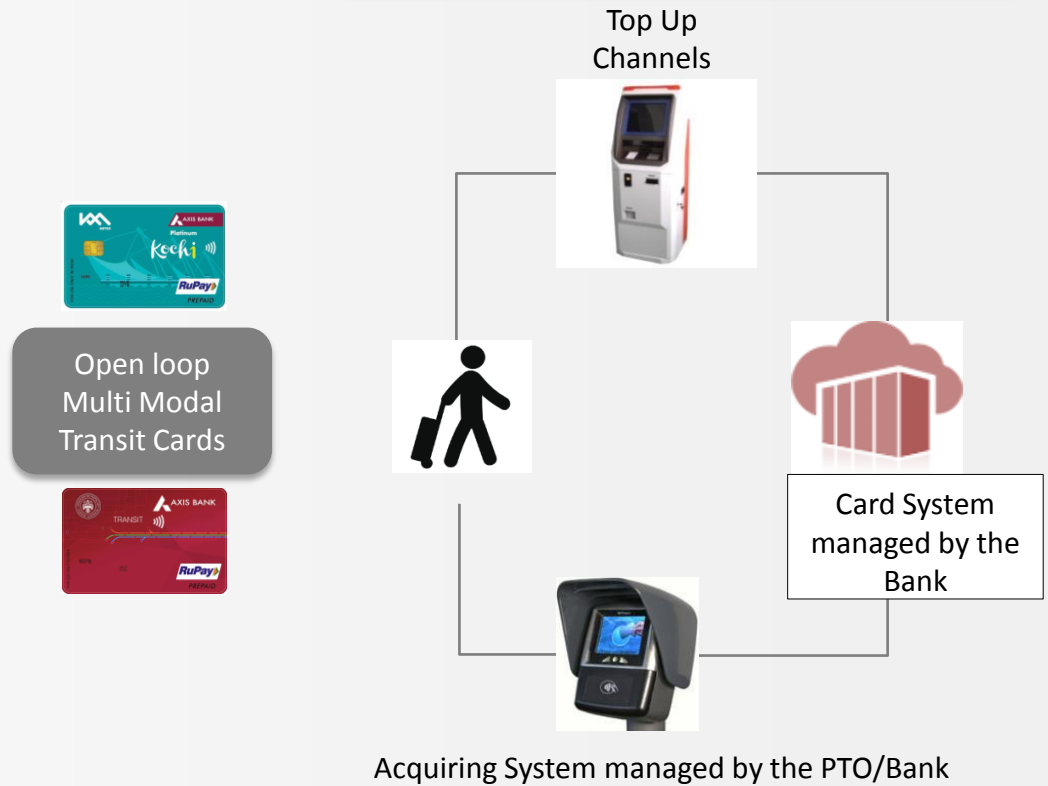 Top Up
Channels
AXIS BANK
Platinum
Kochi
RuPay
PREPAID
Open loop
Multi Modal
Transit Cards
AXIS BANK
TRANSIT
RuPay
PREPAID
Card System
managed by the
Bank
Acquiring System managed by the PTO/Bank